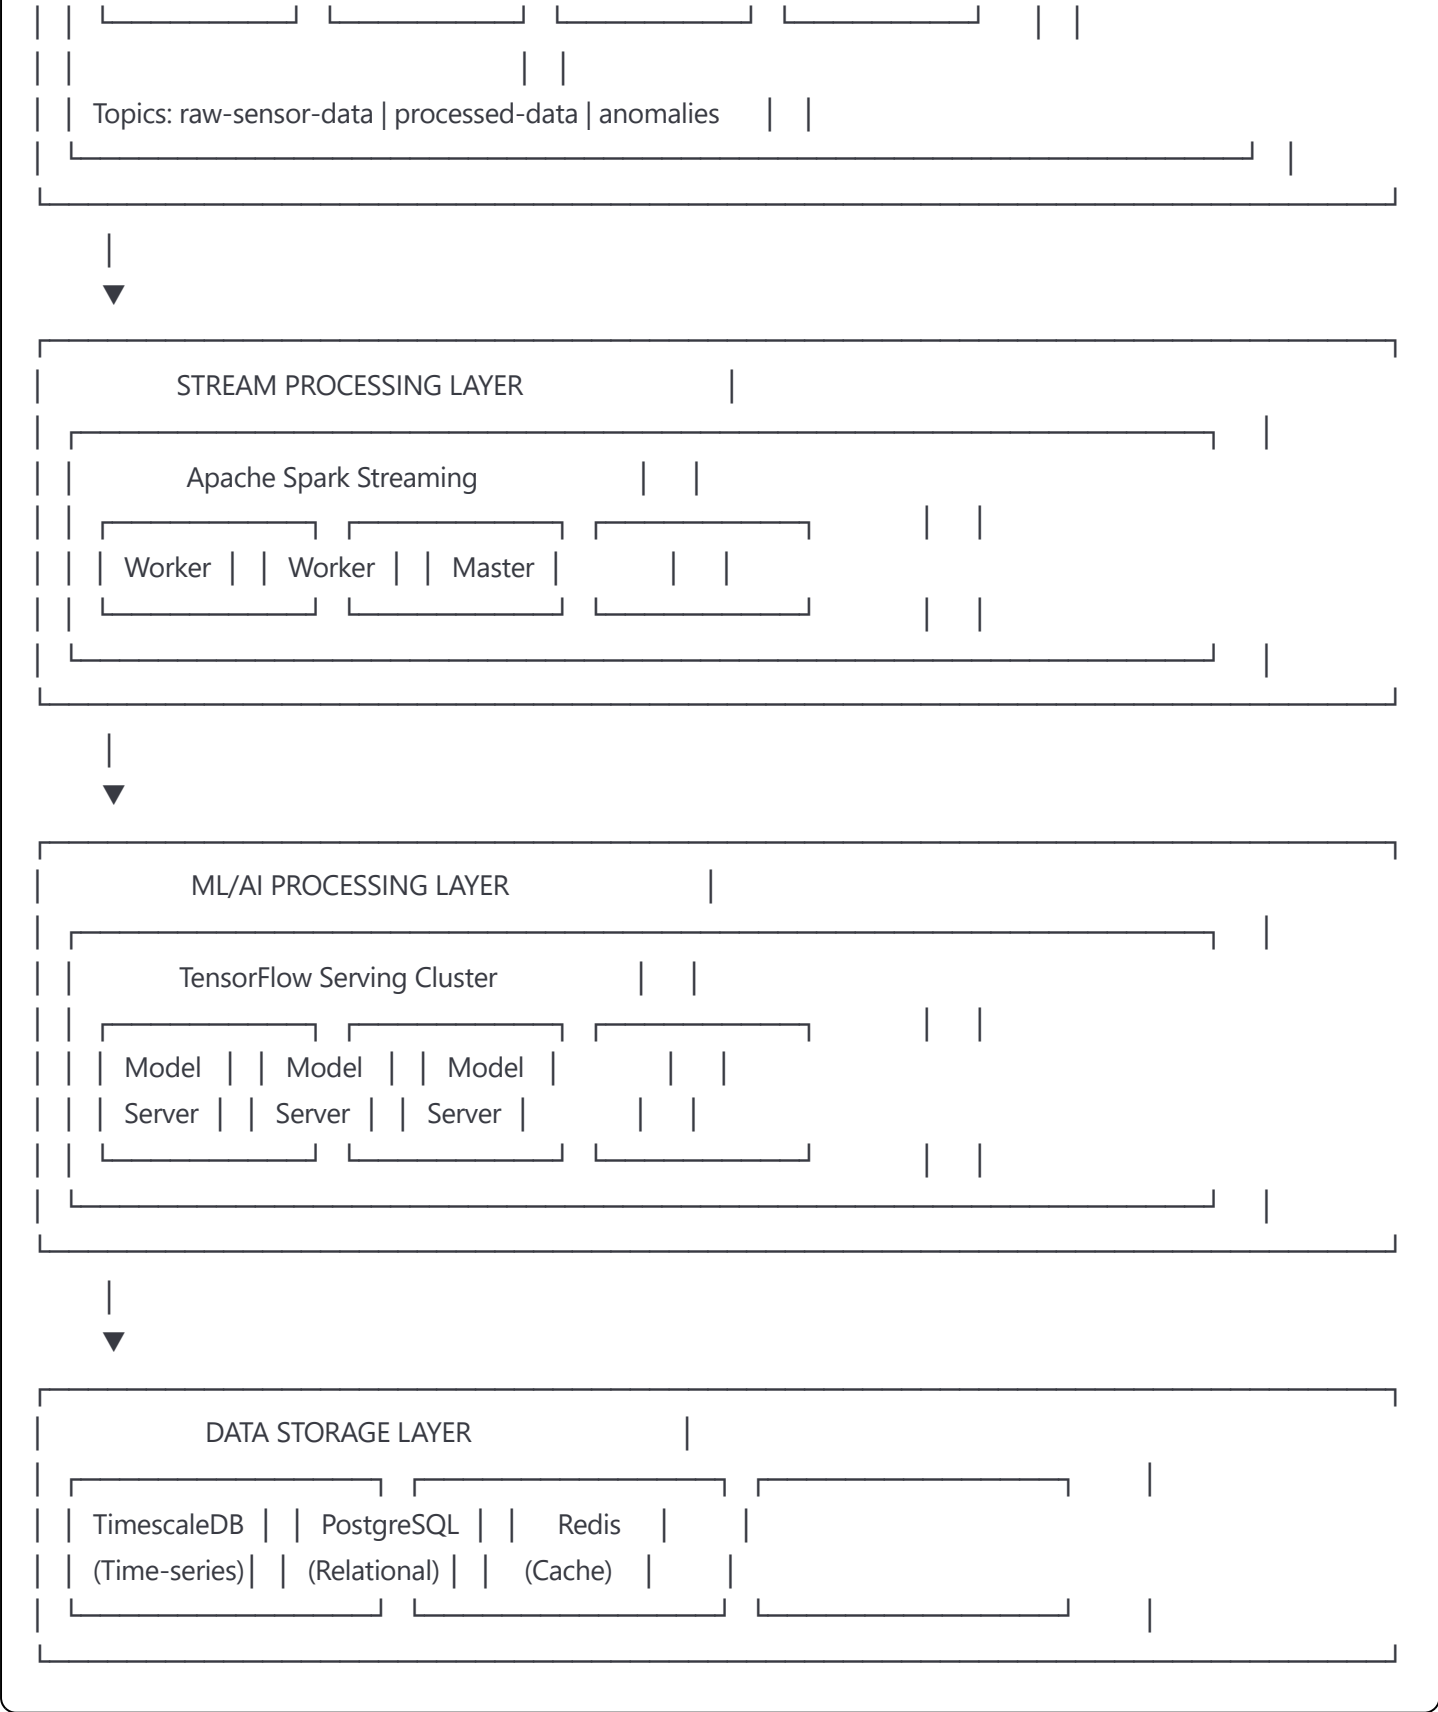 Topics: raw-sensor-data | processed-data | anomalies
▼
STREAM PROCESSING LAYER
Apache Spark Streaming
│ Worker │ │ Worker │ │ Master │
▼
ML/AI PROCESSING LAYER
TensorFlow Serving Cluster
│ Model │ │ Model │ │ Model │
│ Server │ │ Server │ │ Server │
▼
DATA STORAGE LAYER
│ TimescaleDB │ │ PostgreSQL │ │ Redis │
│ (Time-series)│ │ (Relational) │ │ (Cache) │